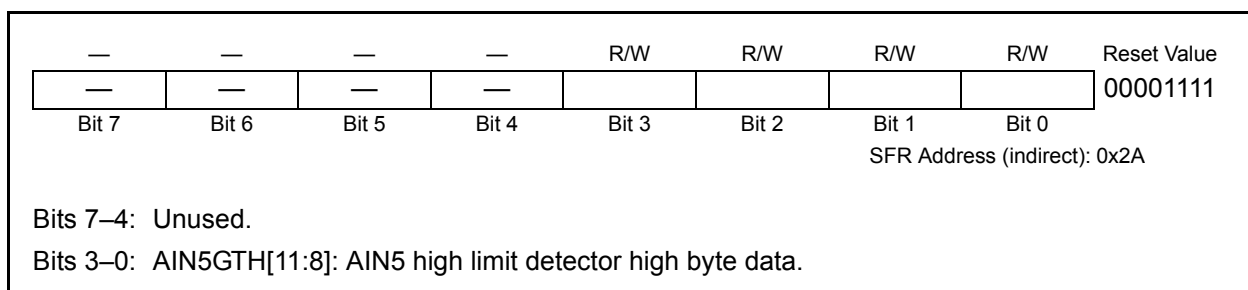 — — — — R/W R/W R/W R/W Reset Value
— — — — 00001111
Bit 7 Bit 6 Bit 5 Bit 4 Bit 3 Bit 2 Bit 1 Bit 0
SFR Address (indirect): 0x2A
Bits 7–4: Unused.
Bits 3–0: AIN5GTH[11:8]: AIN5 high limit detector high byte data.